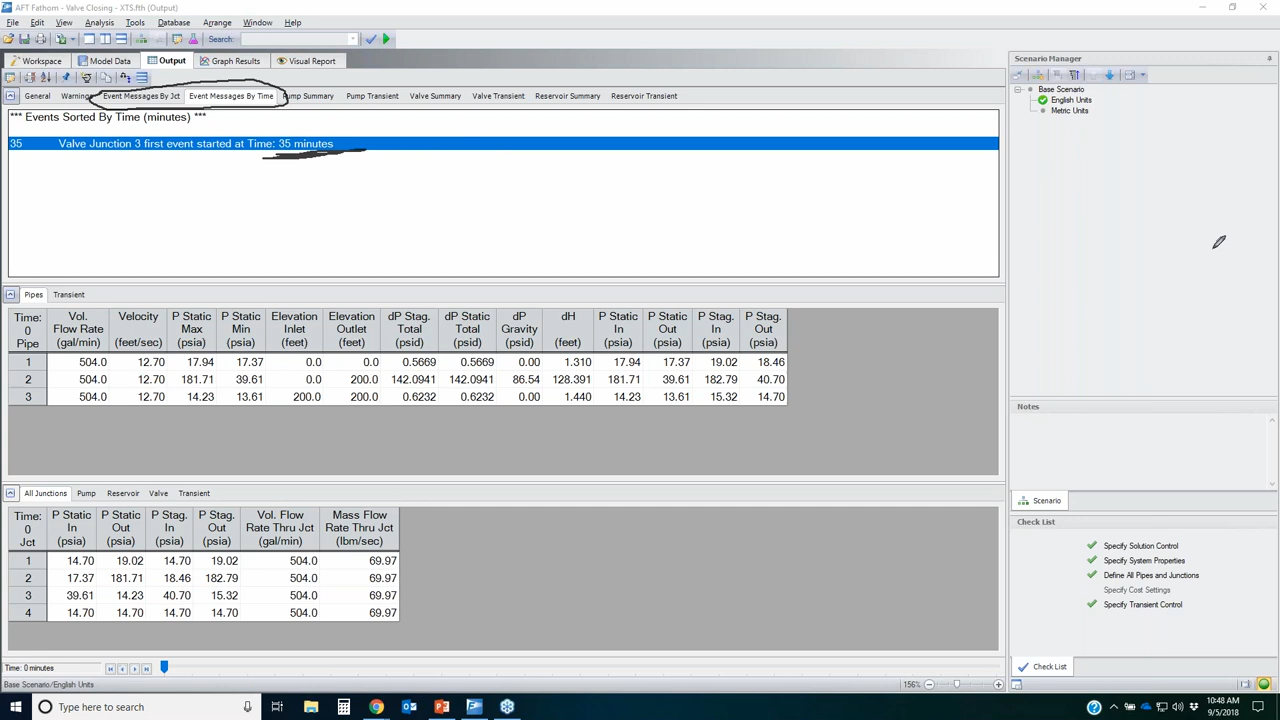 AFT Fathom - Valve Closing - XTS.fth (Output)
File Edit View Analysis Tools Database Arrange Window Help
Search:
Workspace Model Data Output Graph Results Visual Report
General Warnings Event Messages By Jct Event Messages By Time Pump Summary Pump Transient Valve Summary Valve Transient Reservoir Summary Reservoir Transient
*** Events Sorted By Time (minutes) ***
35 Valve Junction 3 first event started at Time: 35 minutes
Pipes Transient
Time: 0 Pipe Vol. Flow Rate (gal/min) Velocity (feet/sec) P Static Max (psia) P Static Min (psia) Elevation Inlet (feet) Elevation Outlet (feet) dP Stag. Total (psid) dP Static Total (psid) dP Gravity (psid) dH (feet) P Static In (psia) P Static Out (psia) P Stag. In (psia) P Stag. Out (psia)
1 504.0 12.70 17.94 17.37 0.0 0.0 0.5669 0.5669 0.00 1.310 17.94 17.37 19.02 18.46
2 504.0 12.70 181.71 39.61 0.0 200.0 142.0941 142.0941 86.54 128.391 181.71 39.61 182.79 40.70
3 504.0 12.70 14.23 13.61 200.0 200.0 0.6232 0.6232 0.00 1.440 14.23 13.61 15.32 14.70
All Junctions Pump Reservoir Valve Transient
Time: 0 Jct P Static In (psia) P Static Out (psia) P Stag. In (psia) P Stag. Out (psia) Vol. Flow Rate Thru Jct (gal/min) Mass Flow Rate Thru Jct (lbm/sec)
1 14.70 19.02 14.70 19.02 504.0 69.97
2 17.37 181.71 18.46 182.79 504.0 69.97
3 39.61 14.23 40.70 15.32 504.0 69.97
4 14.70 14.70 14.70 14.70 504.0 69.97
Time: 0 minutes
Base Scenario/English Units
156%
Scenario Manager
Base Scenario
English Units
Metric Units
Notes
Scenario
Check List
Specify Solution Control
Specify System Properties
Define All Pipes and Junctions
Specify Cost Settings
Specify Transient Control
Check List
Type here to search
10:48 AM
9/5/2018